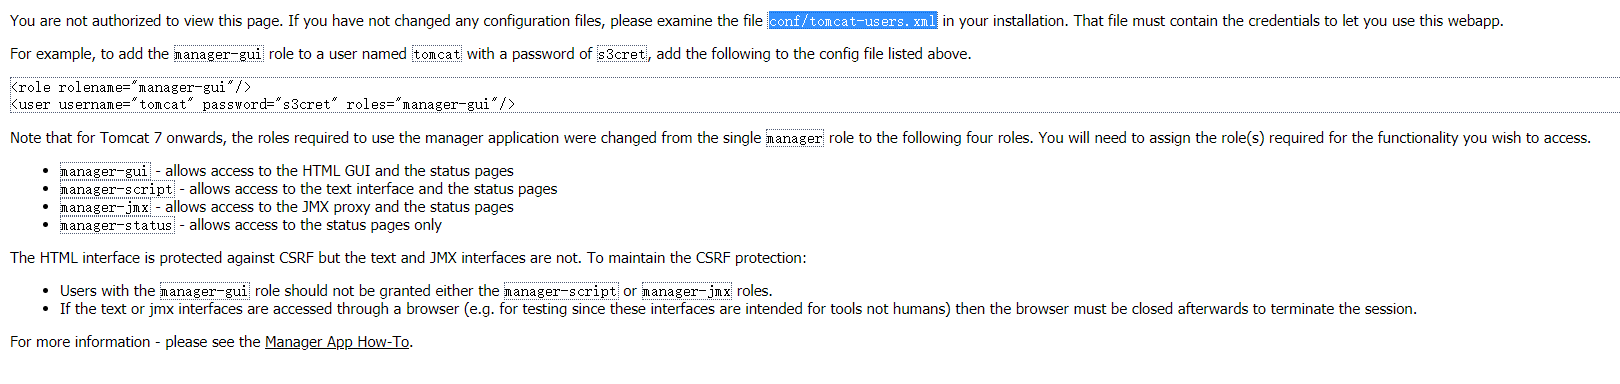 You are not authorized to view this page. If you have not changed any configuration files, please examine the file conf/tomcat-users.xml in your installation. That file must contain the credentials to let you use this webapp.
For example, to add the manager-gui role to a user named tomcat with a password of s3cret, add the following to the config file listed above.
<role rolename="manager-gui"/>
<user username="tomcat" password="s3cret" roles="manager-gui"/>
Note that for Tomcat 7 onwards, the roles required to use the manager application were changed from the single manager role to the following four roles. You will need to assign the role(s) required for the functionality you wish to access.
• manager-gui - allows access to the HTML GUI and the status pages
• manager-script - allows access to the text interface and the status pages
• manager-jmx - allows access to the JMX proxy and the status pages
• manager-status - allows access to the status pages only
The HTML interface is protected against CSRF but the text and JMX interfaces are not. To maintain the CSRF protection:
• Users with the manager-gui role should not be granted either the manager-script or manager-jmx roles.
• If the text or jmx interfaces are accessed through a browser (e.g. for testing since these interfaces are intended for tools not humans) then the browser must be closed afterwards to terminate the session.
For more information - please see the Manager App How-To.